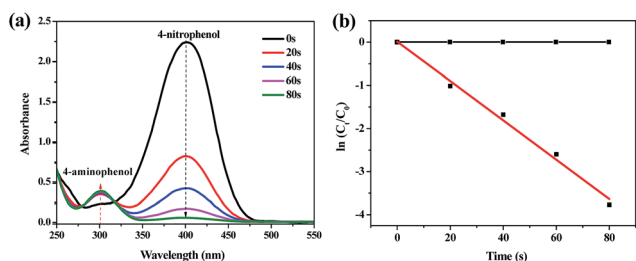 (a)
4-nitrophenol
0s
20s
40s
60s
80s
4-aminophenol
Absorbance
2.5
2.0
1.5
1.0
0.5
0.0
250 300 350 400 450 500 550
Wavelength (nm)
(b)
ln (Ct/C0)
0
-1
-2
-3
-4
0 20 40 60 80
Time (s)